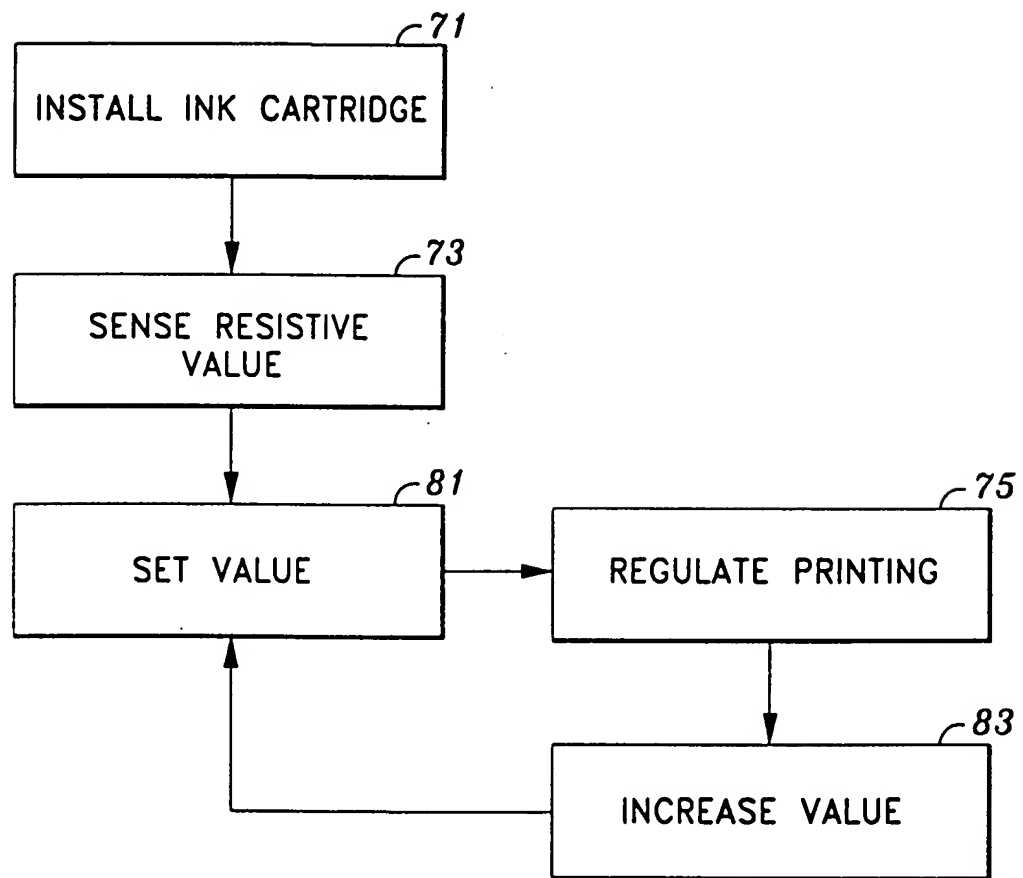 71
INSTALL INK CARTRIDGE
73
SENSE RESISTIVE
VALUE
81
SET VALUE
75
REGULATE PRINTING
83
INCREASE VALUE